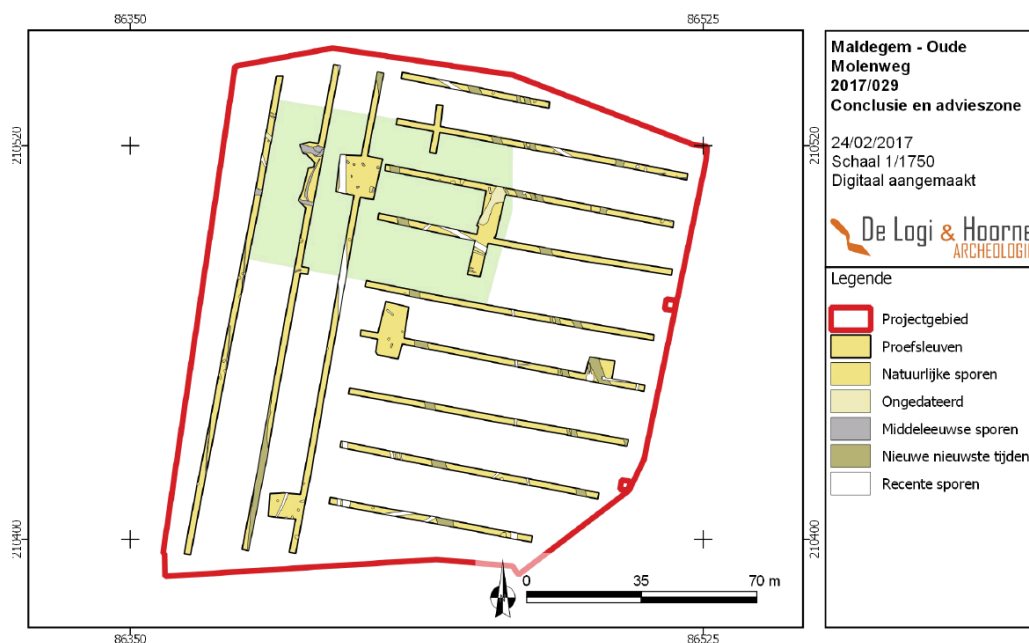 86350
86525
210520
210520
210400
210400
86350
86525
0
35
70 m
Maldegem - Oude
Molenweg
2017/029
Conclusie en advieszone
24/02/2017
Schaal 1/1750
Digitaal aangemaakt
De Logi & Hoorne
ARCHEOLOGIE
Legende
Projectgebied
Proefsleuven
Natuurlijke sporen
Ongedateerd
Middeleeuwse sporen
Nieuwe nieuwste tijden
Recente sporen